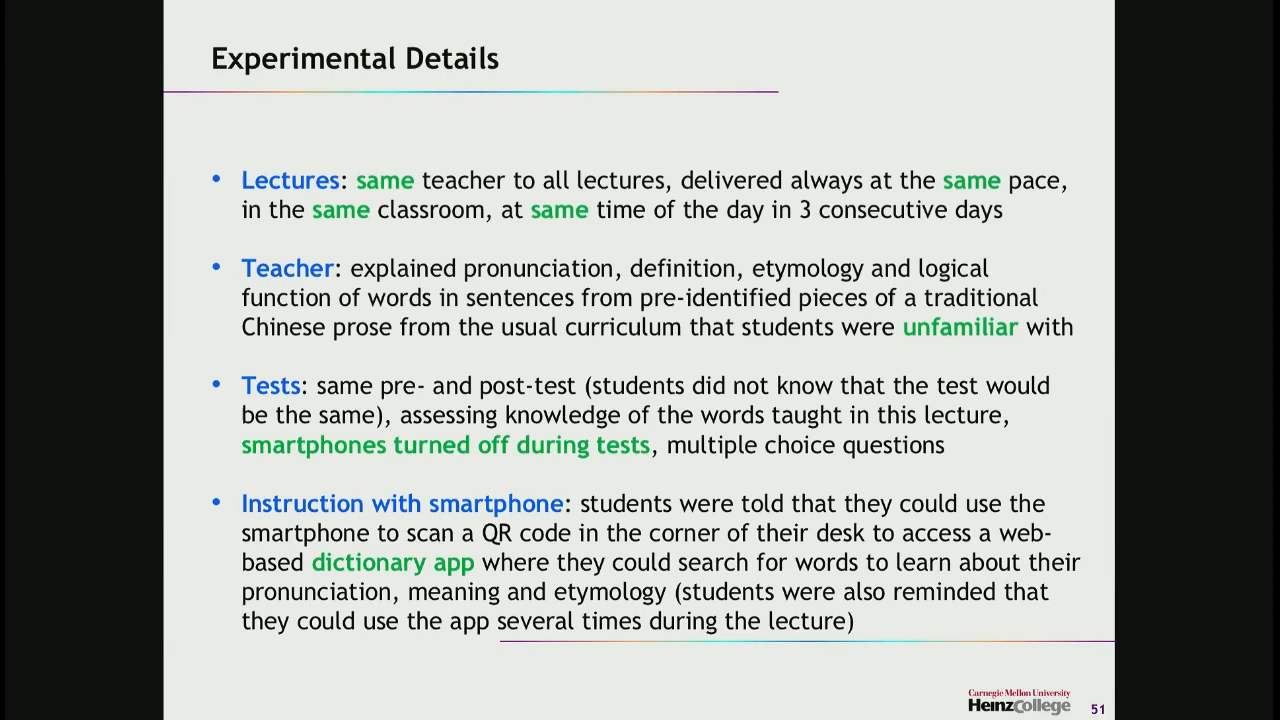 Experimental Details
• Lectures: same teacher to all lectures, delivered always at the same pace,
in the same classroom, at same time of the day in 3 consecutive days
• Teacher: explained pronunciation, definition, etymology and logical
function of words in sentences from pre-identified pieces of a traditional
Chinese prose from the usual curriculum that students were unfamiliar with
• Tests: same pre- and post-test (students did not know that the test would
be the same), assessing knowledge of the words taught in this lecture,
smartphones turned off during tests, multiple choice questions
• Instruction with smartphone: students were told that they could use the
smartphone to scan a QR code in the corner of their desk to access a web-
based dictionary app where they could search for words to learn about their
pronunciation, meaning and etymology (students were also reminded that
they could use the app several times during the lecture)
Carnegie Mellon University
HeinzCollege
51